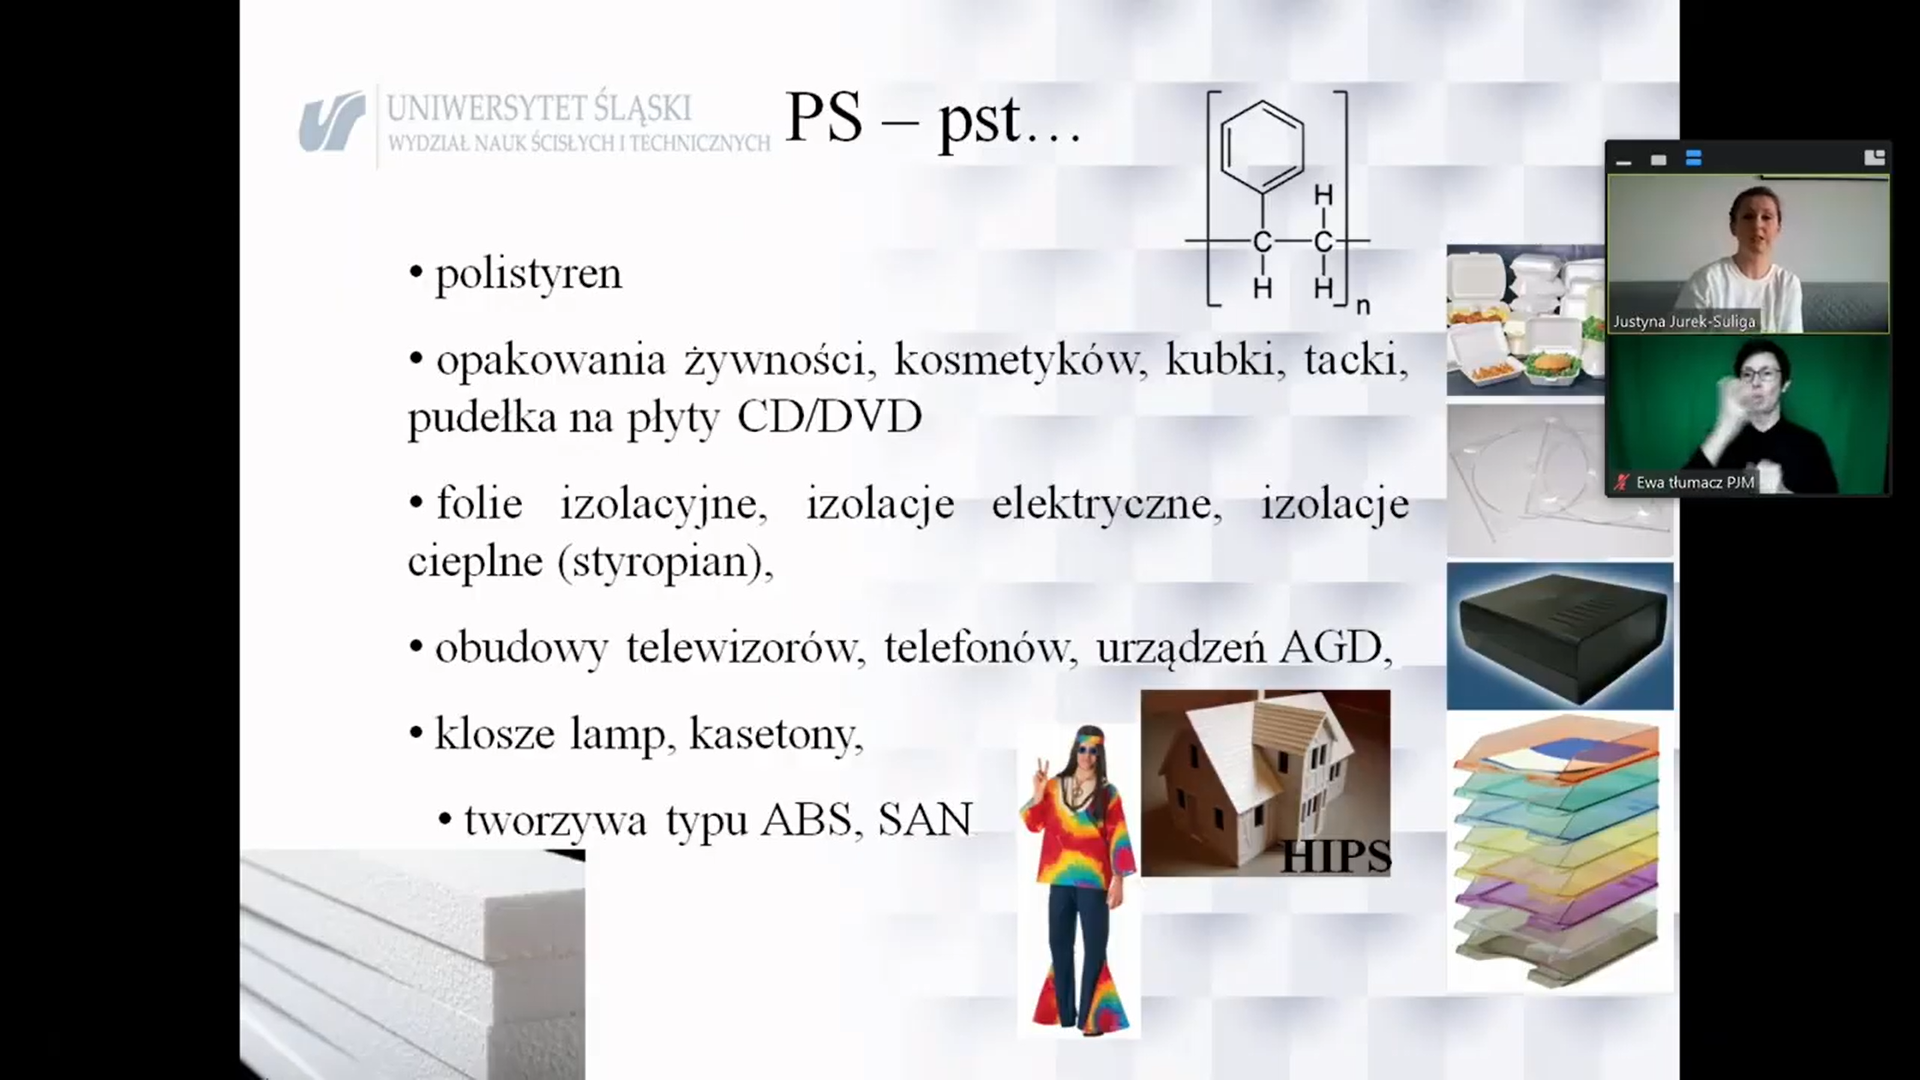 UNIWERSYTET ŚLĄSKI
WYDZIAŁ NAUK ŚCISŁYCH I TECHNICZNYCH
PS – pst...
H
C C
H H
n
• polistyren
• opakowania żywności, kosmetyków, kubki, tacki,
pudełka na płyty CD/DVD
• folie izolacyjne, izolacje elektryczne, izolacje
cieplne (styropian),
• obudowy telewizorów, telefonów, urządzeń AGD,
• klosze lamp, kasetony,
• tworzywa typu ABS, SAN
HIPS
Justyna Jurek-Suliga
Ewa tłumacz PJM